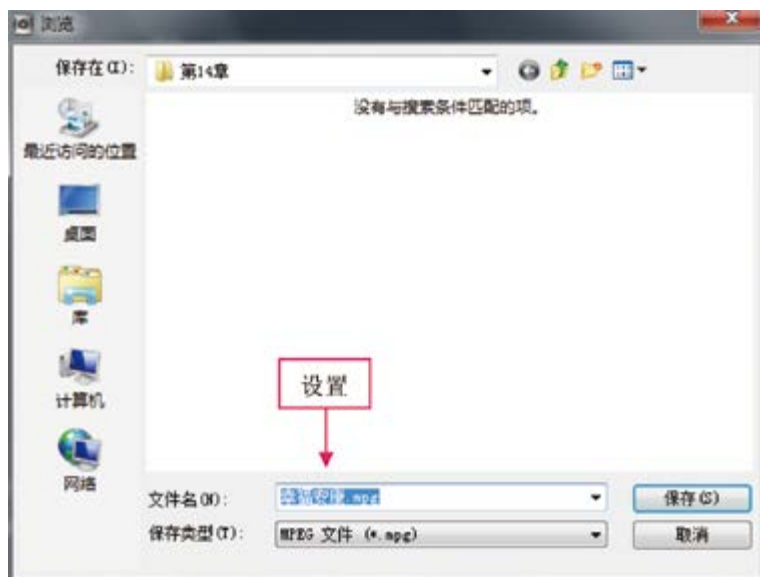 浏览
保存在(I):
第14章
没有与搜索条件匹配的项。
最近访问的位置
桌面
库
计算机
网络
设置
文件名(N):
.mpg
保存(S)
保存类型(T):
MPEG 文件 (*.mpg)
取消